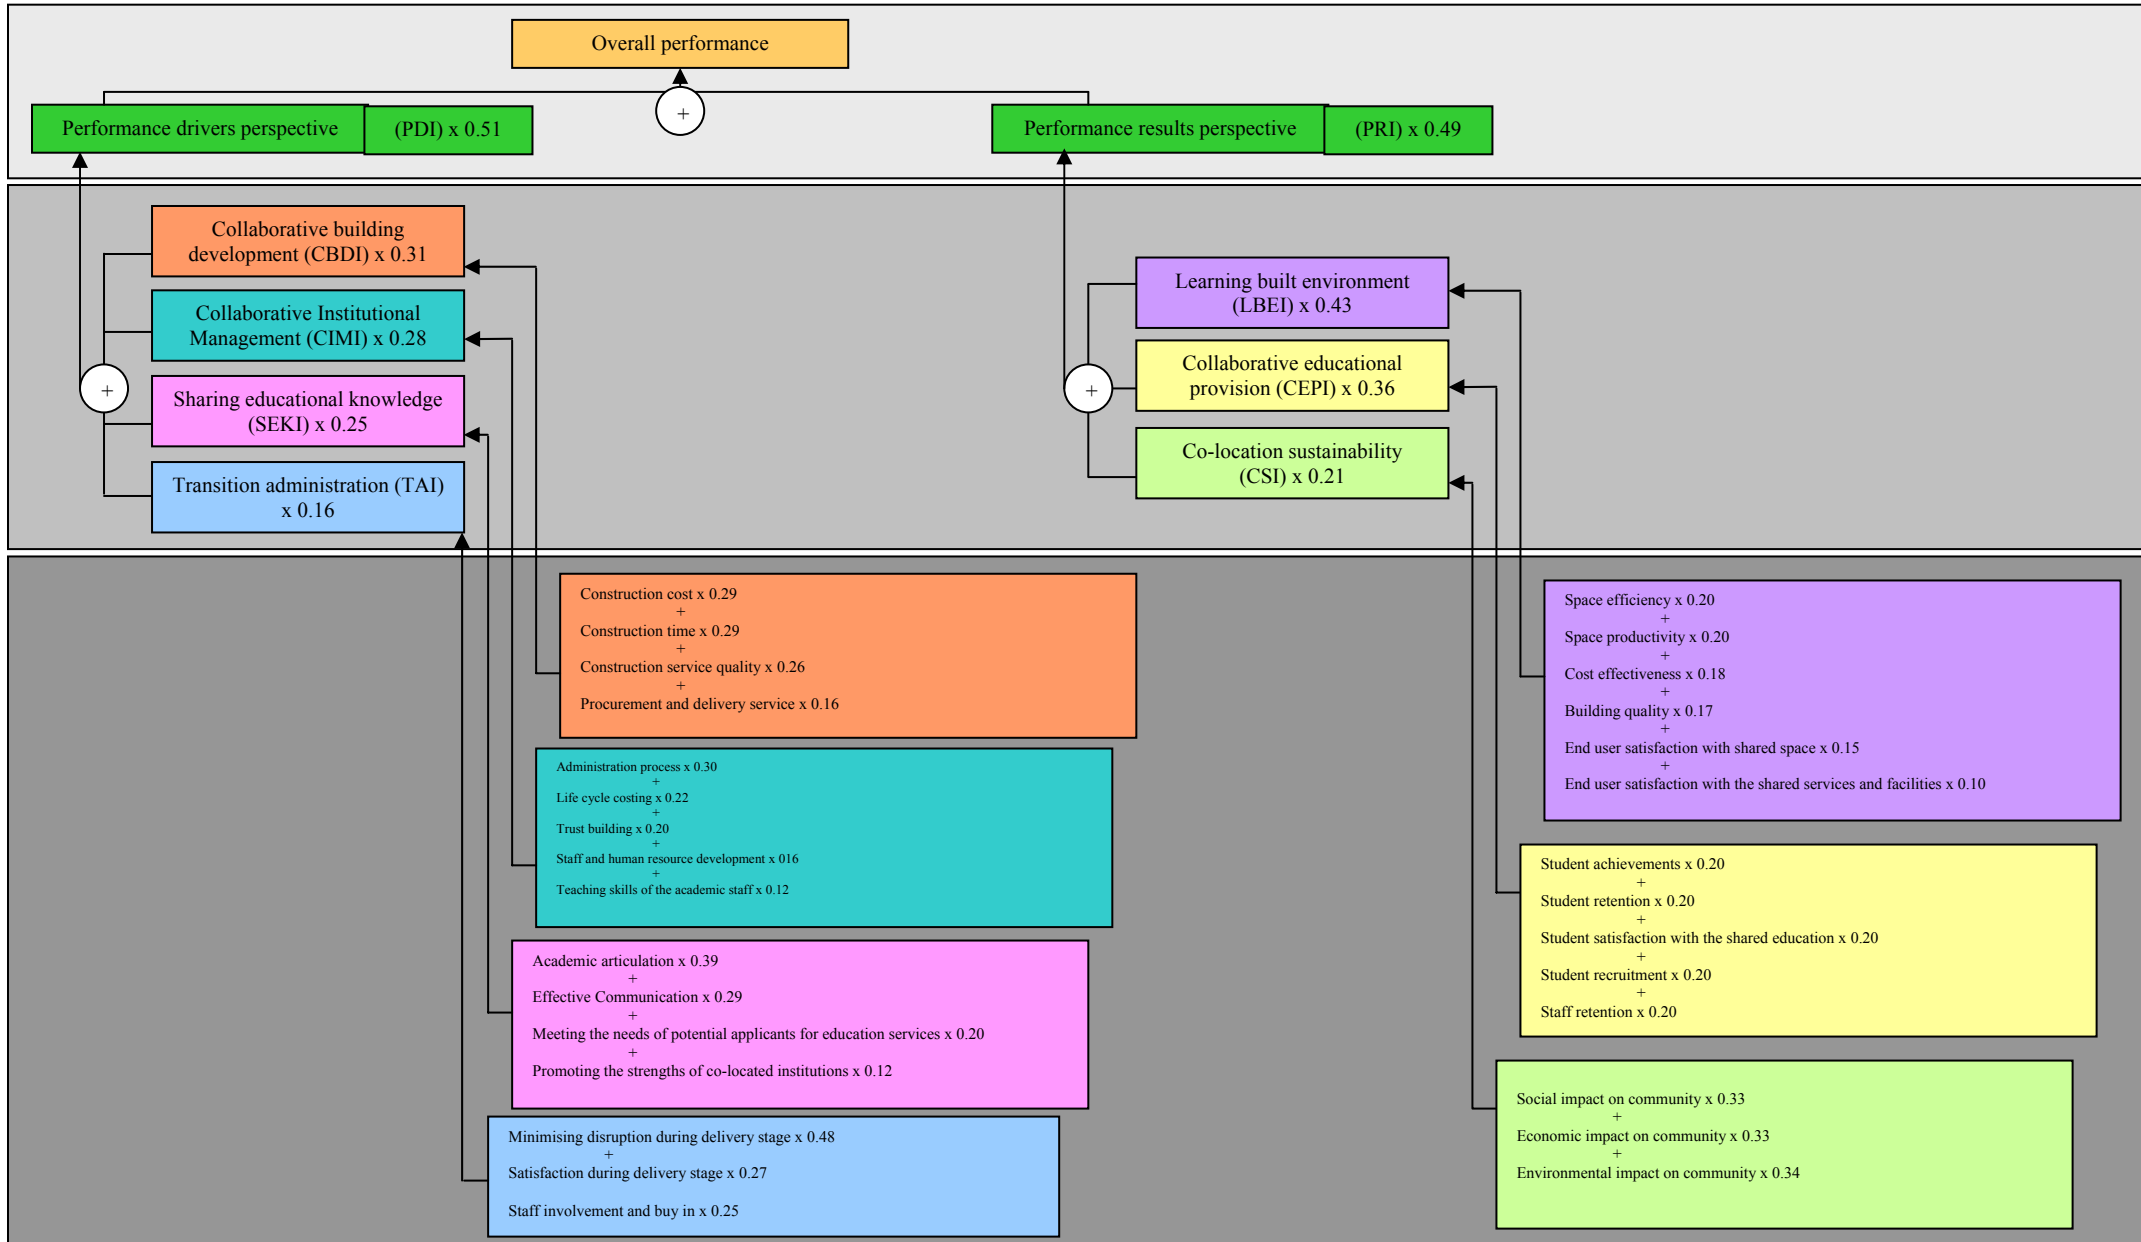 Overall performance
+
Performance drivers perspective
(PDI) x 0.51
Performance results perspective
(PRI) x 0.49
Collaborative building
development (CBDI) x 0.31
Collaborative Institutional
Management (CIMI) x 0.28
+
Sharing educational knowledge
(SEKI) x 0.25
Transition administration (TAI)
x 0.16
Learning built environment
(LBEI) x 0.43
Collaborative educational
provision (CEPI) x 0.36
+
Co-location sustainability
(CSI) x 0.21
Construction cost x 0.29
+
Construction time x 0.29
+
Construction service quality x 0.26
+
Procurement and delivery service x 0.16
Administration process x 0.30
+
Life cycle costing x 0.22
+
Trust building x 0.20
+
Staff and human resource development x 016
+
Teaching skills of the academic staff x 0.12
Academic articulation x 0.39
+
Effective Communication x 0.29
+
Meeting the needs of potential applicants for education services x 0.20
+
Promoting the strengths of co-located institutions x 0.12
Minimising disruption during delivery stage x 0.48
+
Satisfaction during delivery stage x 0.27
Staff involvement and buy in x 0.25
Space efficiency x 0.20
+
Space productivity x 0.20
+
Cost effectiveness x 0.18
+
Building quality x 0.17
+
End user satisfaction with shared space x 0.15
+
End user satisfaction with the shared services and facilities x 0.10
Student achievements x 0.20
+
Student retention x 0.20
+
Student satisfaction with the shared education x 0.20
+
Student recruitment x 0.20
+
Staff retention x 0.20
Social impact on community x 0.33
+
Economic impact on community x 0.33
+
Environmental impact on community x 0.34